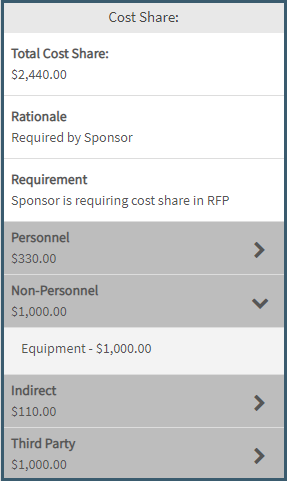 Cost Share:
Total Cost Share:
$2,440.00
Rationale
Required by Sponsor
Requirement
Sponsor is requiring cost share in RFP
Personnel
$330.00
Non-Personnel
$1,000.00
Equipment - $1,000.00
Indirect
$110.00
Third Party
$1,000.00